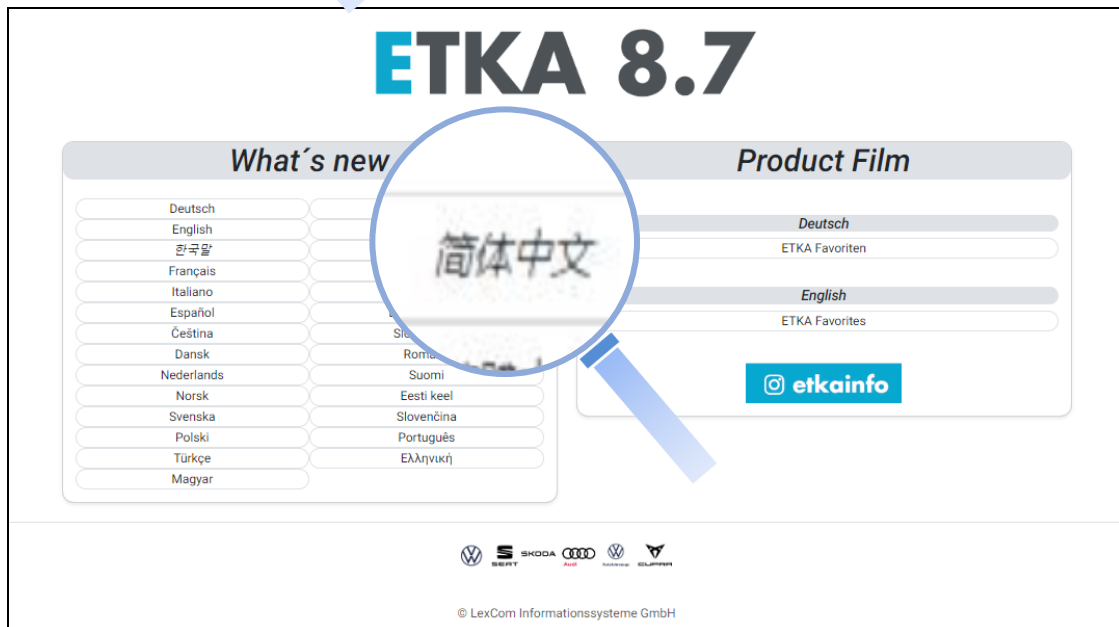 ETKA 8.7
What´s new
Deutsch
English
한국말
Français
Italiano
Español
Čeština
Dansk
Nederlands
Norsk
Svenska
Polski
Türkçe
Magyar
简体中文
Suomi
Eesti keel
Slovenčina
Português
Ελληνική
Product Film
Deutsch
ETKA Favoriten
English
ETKA Favorites
etkainfo
SEAT
SKODA
Audi
CUPRA
© LexCom Informationssysteme GmbH